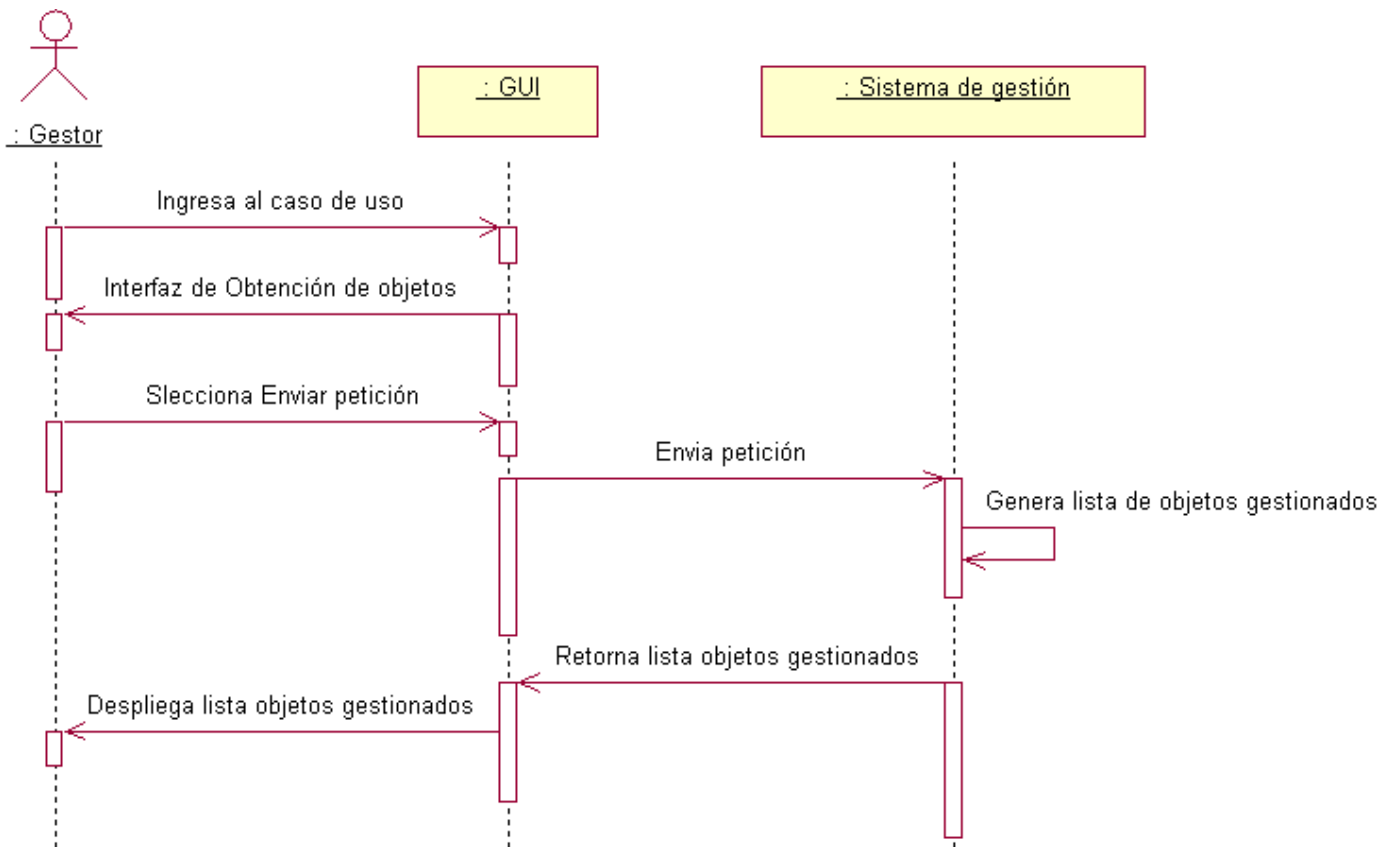 : Gestor
: GUI
: Sistema de gestión
Ingresa al caso de uso
Interfaz de Obtención de objetos
Slecciona Enviar petición
Envia petición
Genera lista de objetos gestionados
Retorna lista objetos gestionados
Despliega lista objetos gestionados